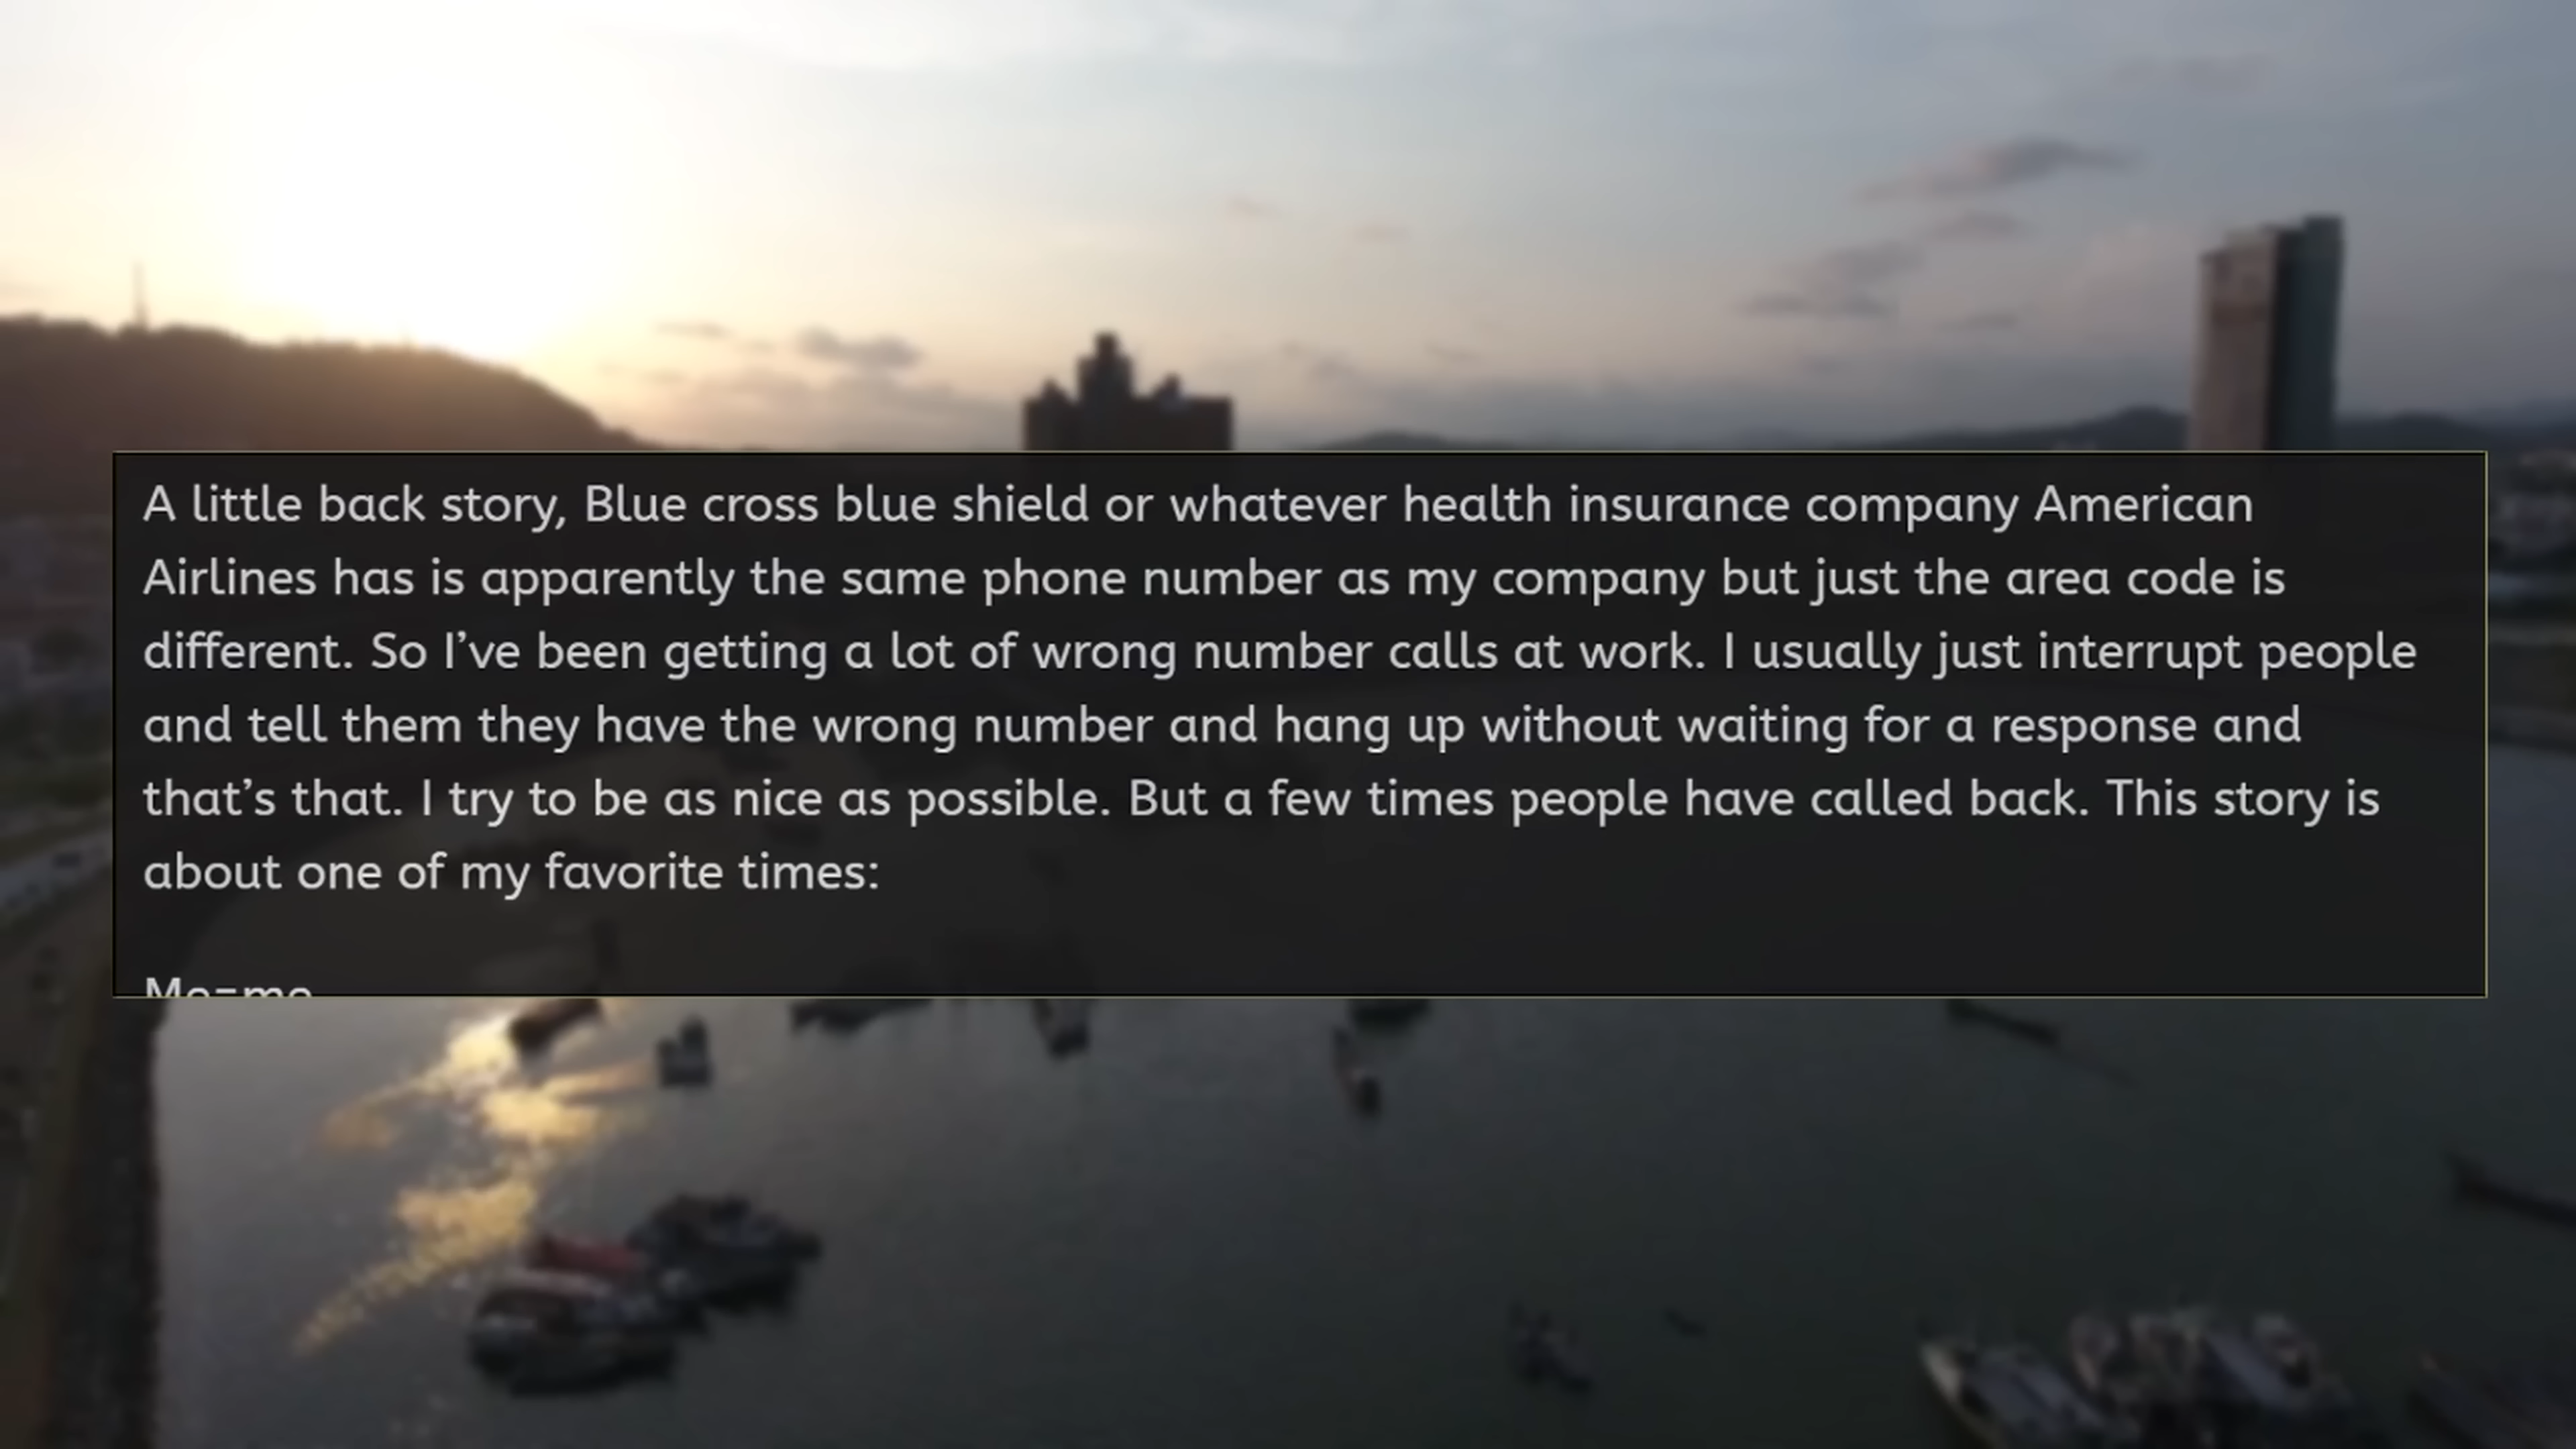 A little back story, Blue cross blue shield or whatever health insurance company American
Airlines has is apparently the same phone number as my company but just the area code is
different. So I’ve been getting a lot of wrong number calls at work. I usually just interrupt people
and tell them they have the wrong number and hang up without waiting for a response and
that’s that. I try to be as nice as possible. But a few times people have called back. This story is
about one of my favorite times:
Me=me